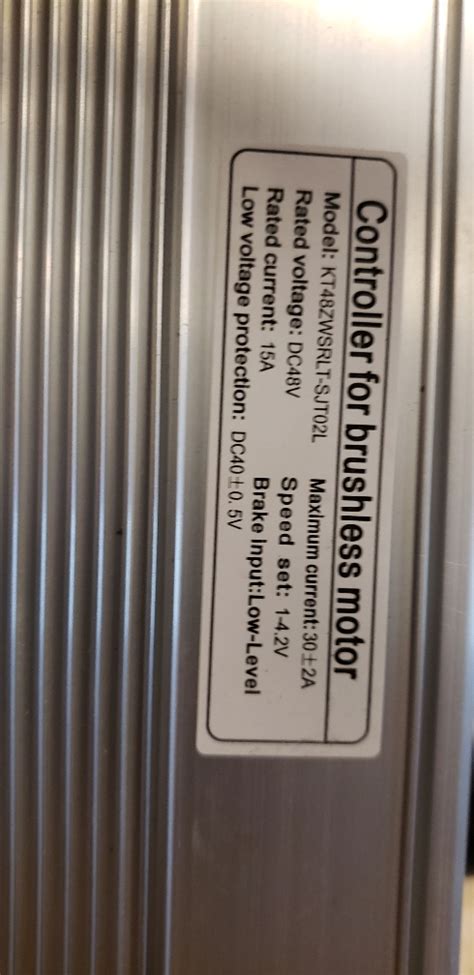 Controller for brushless motor
Model: KT48ZWSRLT-SJT02L
Maximum current: 30±2A
Rated voltage: DC48V
Speed set: 1-4.2V
Rated current: 15A
Brake Input:Low-Level
Low voltage protection: DC40±0.5V